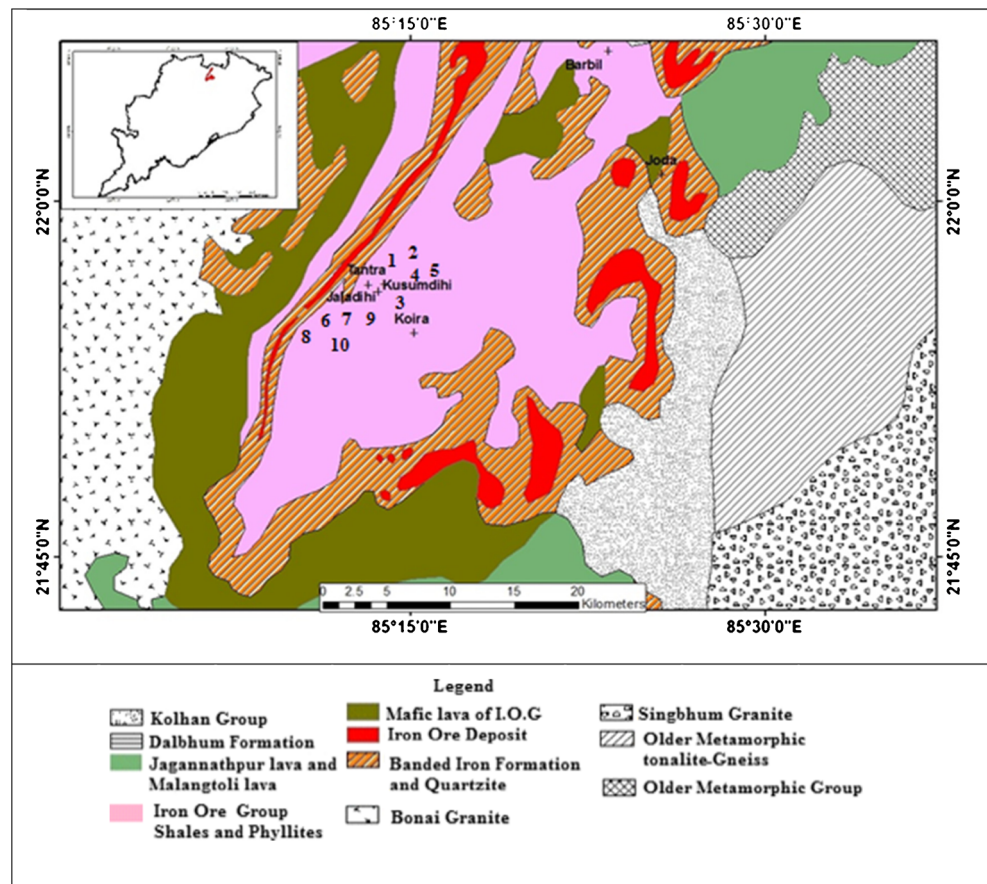 85°15'0"E
85°30'0"E
Barbil
Joda
22°0'0"N
22°0'0"N
1
2
Tantra
4
5
Kusumdihi
Jaladihi
3
6
7
9
Koira
8
10
21°45'0"N
21°45'0"N
0 2.5 5 10 15 20
Kilometers
85°15'0"E
85°30'0"E
Legend
Kolhan Group
Dalbhum Formation
Jagannathpur lava and
Malangtoli lava
Iron Ore Group
Shales and Phyllites
Mafic lava of I.O.G
Iron Ore Deposit
Banded Iron Formation
and Quartzite
Bonai Granite
Singbhum Granite
Older Metamorphic
tonalite-Gneiss
Older Metamorphic Group